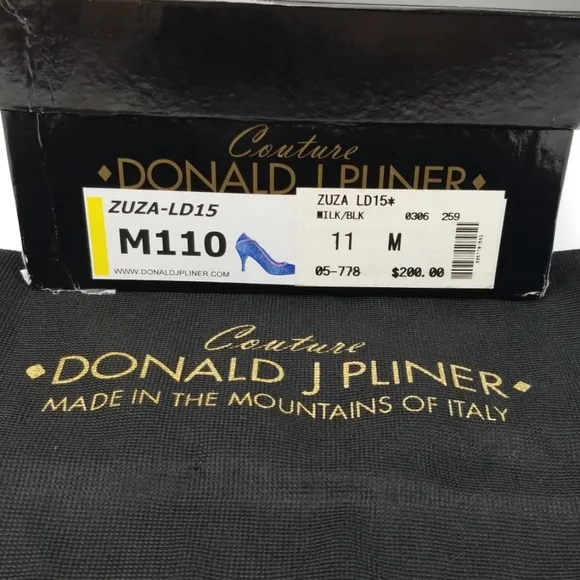 Couture
DONALD J PLINER
ZUZA-LD15
M110
WWW.DONALDJPLINER.COM
ZUZA LD15*
MILK/BLK 0306 259
11 M
05-778 $200.00
Couture
DONALD J PLINER
MADE IN THE MOUNTAINS OF ITALY